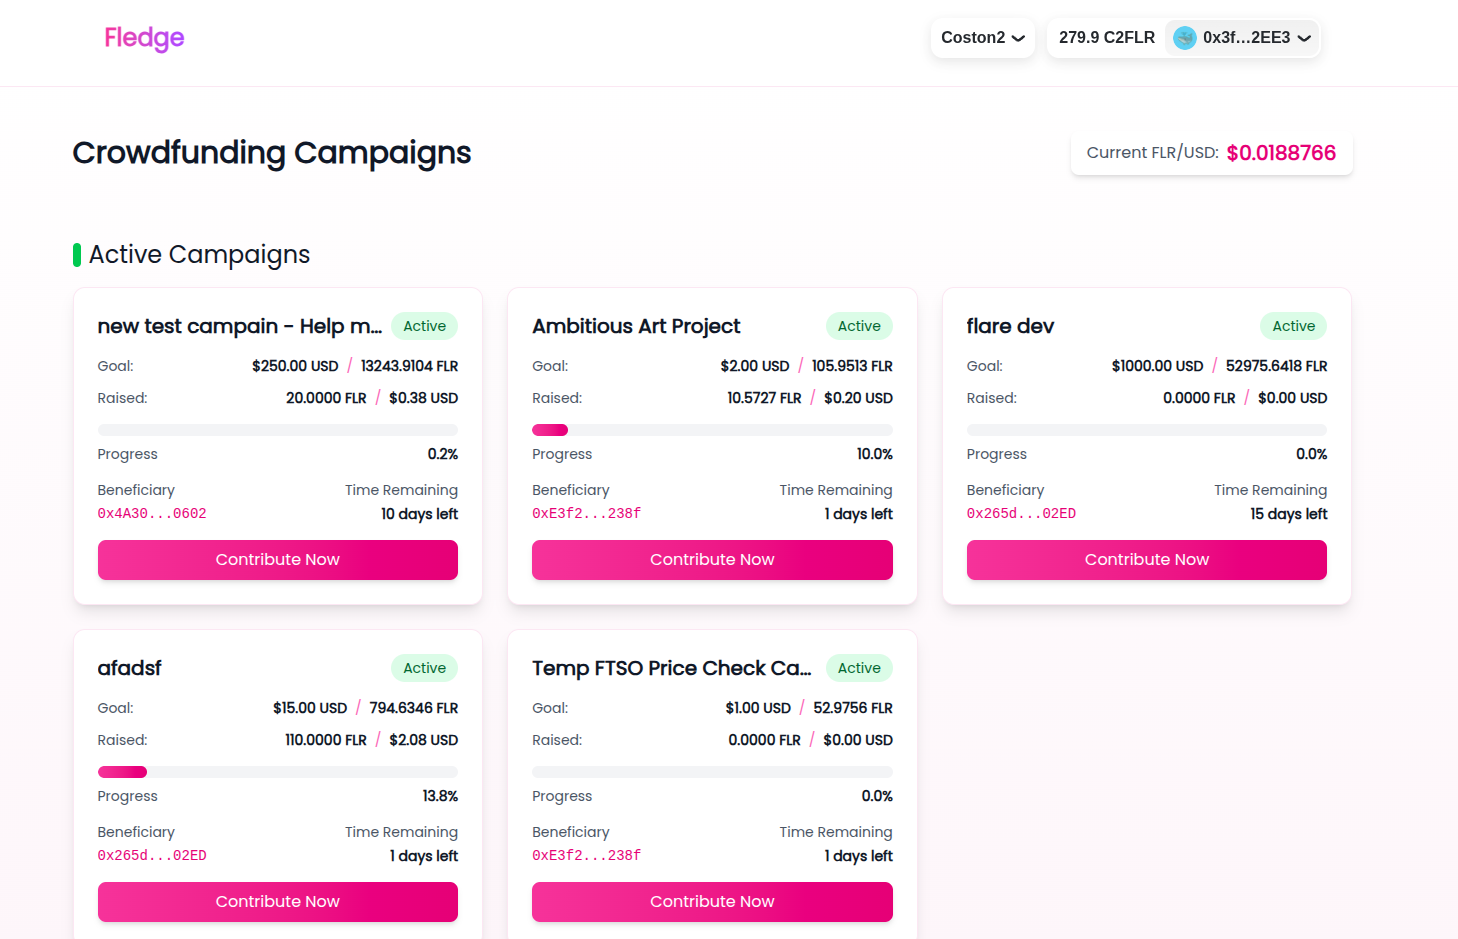 Fledge
Coston2
279.9 C2FLR
0x3f...2EE3
Crowdfunding Campaigns
Current FLR/USD: $0.0188766
Active Campaigns
new test campain - Help m... Active
Goal: $250.00 USD / 13243.9104 FLR
Raised: 20.0000 FLR / $0.38 USD
Progress 0.2%
Beneficiary Time Remaining
0x4A30...0602 10 days left
Contribute Now
Ambitious Art Project Active
Goal: $2.00 USD / 105.9513 FLR
Raised: 10.5727 FLR / $0.20 USD
Progress 10.0%
Beneficiary Time Remaining
0xE3f2...238f 1 days left
Contribute Now
flare dev Active
Goal: $1000.00 USD / 52975.6418 FLR
Raised: 0.0000 FLR / $0.00 USD
Progress 0.0%
Beneficiary Time Remaining
0x265d...02ED 15 days left
Contribute Now
afadsf Active
Goal: $15.00 USD / 794.6346 FLR
Raised: 110.0000 FLR / $2.08 USD
Progress 13.8%
Beneficiary Time Remaining
0x265d...02ED 1 days left
Contribute Now
Temp FTSO Price Check Ca... Active
Goal: $1.00 USD / 52.9756 FLR
Raised: 0.0000 FLR / $0.00 USD
Progress 0.0%
Beneficiary Time Remaining
0xE3f2...238f 1 days left
Contribute Now